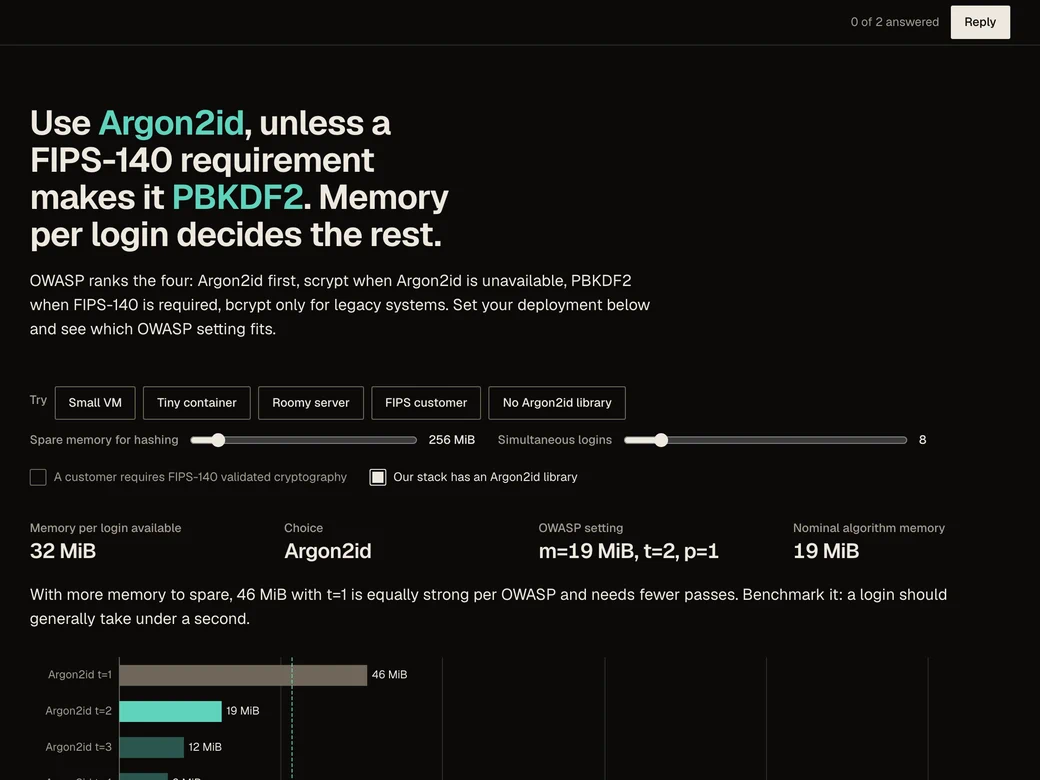 0 of 2 answered Reply
Use Argon2id, unless a
FIPS-140 requirement
makes it PBKDF2. Memory
per login decides the rest.
OWASP ranks the four: Argon2id first, scrypt when Argon2id is unavailable, PBKDF2
when FIPS-140 is required, bcrypt only for legacy systems. Set your deployment below
and see which OWASP setting fits.
Try Small VM Tiny container Roomy server FIPS customer No Argon2id library
Spare memory for hashing 256 MiB Simultaneous logins 8
A customer requires FIPS-140 validated cryptography Our stack has an Argon2id library
Memory per login available Choice OWASP setting Nominal algorithm memory
32 MiB Argon2id m=19 MiB, t=2, p=1 19 MiB
With more memory to spare, 46 MiB with t=1 is equally strong per OWASP and needs fewer passes. Benchmark it: a login should
generally take under a second.
Argon2id t=1 46 MiB
Argon2id t=2 19 MiB
Argon2id t=3 12 MiB